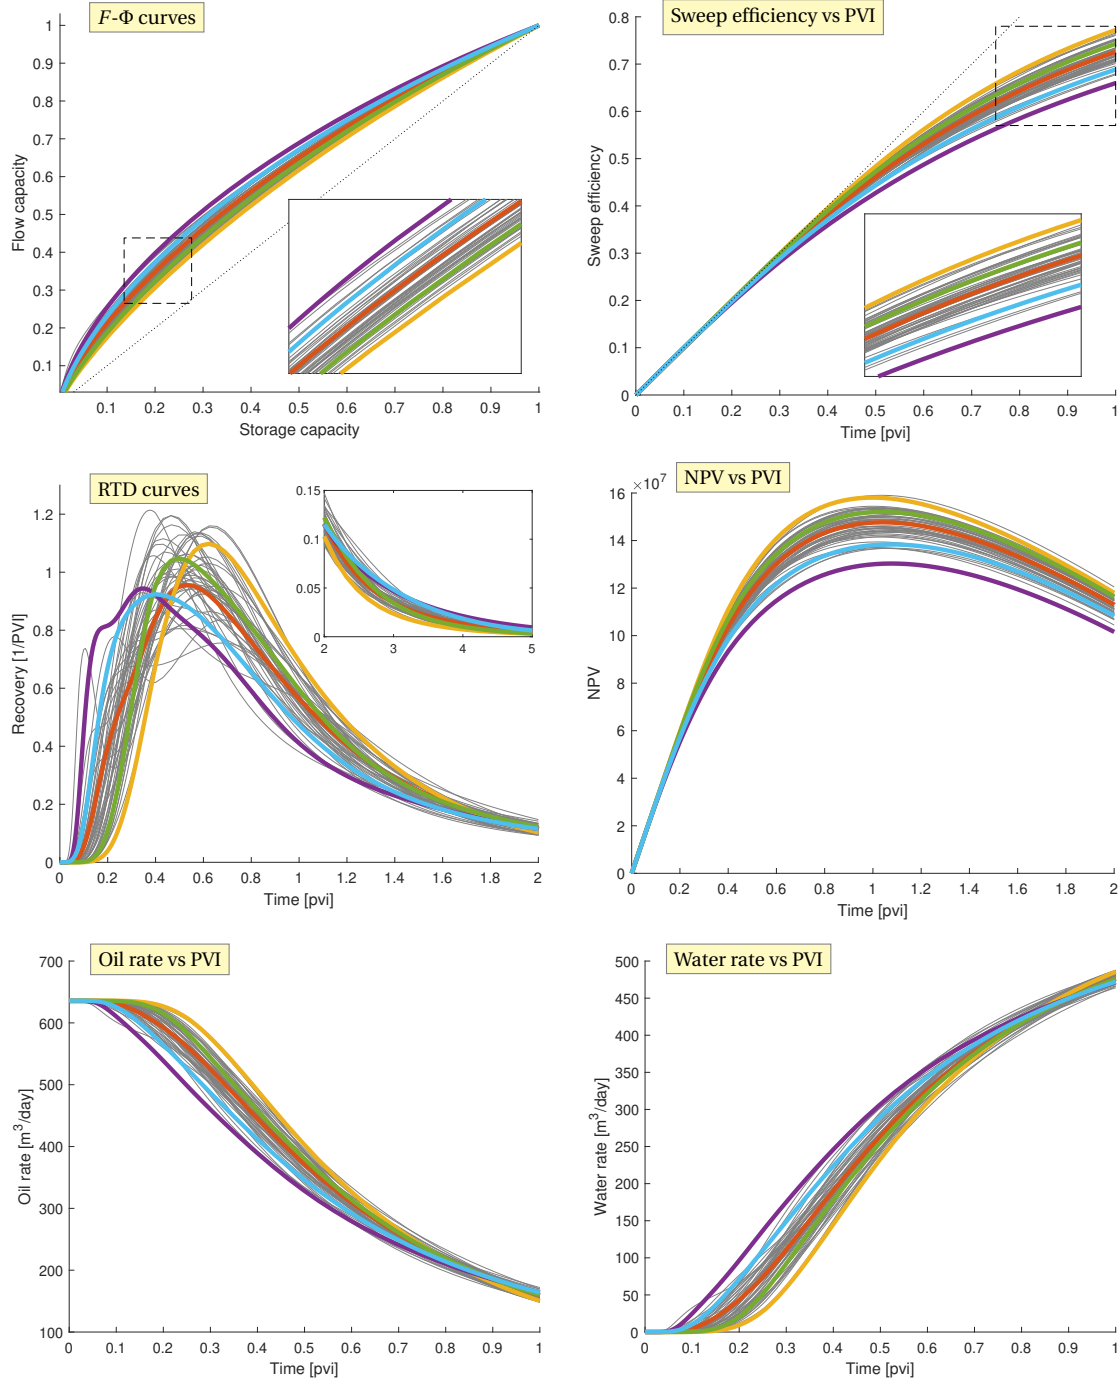 F-Φ curves
1
0.9
0.8
0.7
0.6
0.5
0.4
0.3
0.2
0.1
Flow capacity
0.1 0.2 0.3 0.4 0.5 0.6 0.7 0.8 0.9 1
Storage capacity
Sweep efficiency vs PVI
0.8
0.7
0.6
0.5
0.4
0.3
0.2
0.1
0
Sweep efficiency
0 0.1 0.2 0.3 0.4 0.5 0.6 0.7 0.8 0.9 1
Time [pvi]
RTD curves
1.2
1
0.8
0.6
0.4
0.2
0
Recovery [1/PVI]
0.15
0.1
0.05
0
2 3 4 5
0 0.2 0.4 0.6 0.8 1 1.2 1.4 1.6 1.8 2
Time [pvi]
NPV vs PVI
×10⁷
16
14
12
10
8
6
4
2
0
NPV
0 0.2 0.4 0.6 0.8 1 1.2 1.4 1.6 1.8 2
Time [pvi]
Oil rate vs PVI
700
600
500
400
300
200
100
Oil rate [m³/day]
0 0.1 0.2 0.3 0.4 0.5 0.6 0.7 0.8 0.9 1
Time [pvi]
Water rate vs PVI
500
450
400
350
300
250
200
150
100
50
0
Water rate [m³/day]
0 0.1 0.2 0.3 0.4 0.5 0.6 0.7 0.8 0.9 1
Time [pvi]